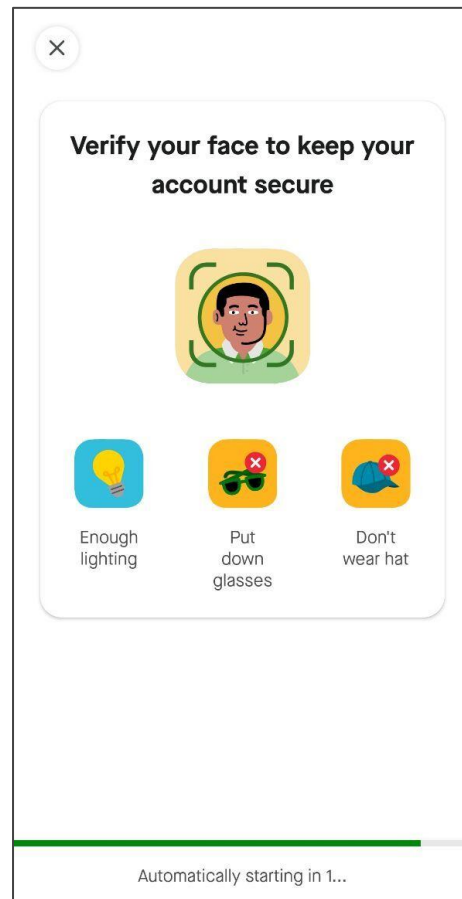 Verify your face to keep your
account secure
Enough
lighting
Put
down
glasses
Don't
wear hat
Automatically starting in 1...